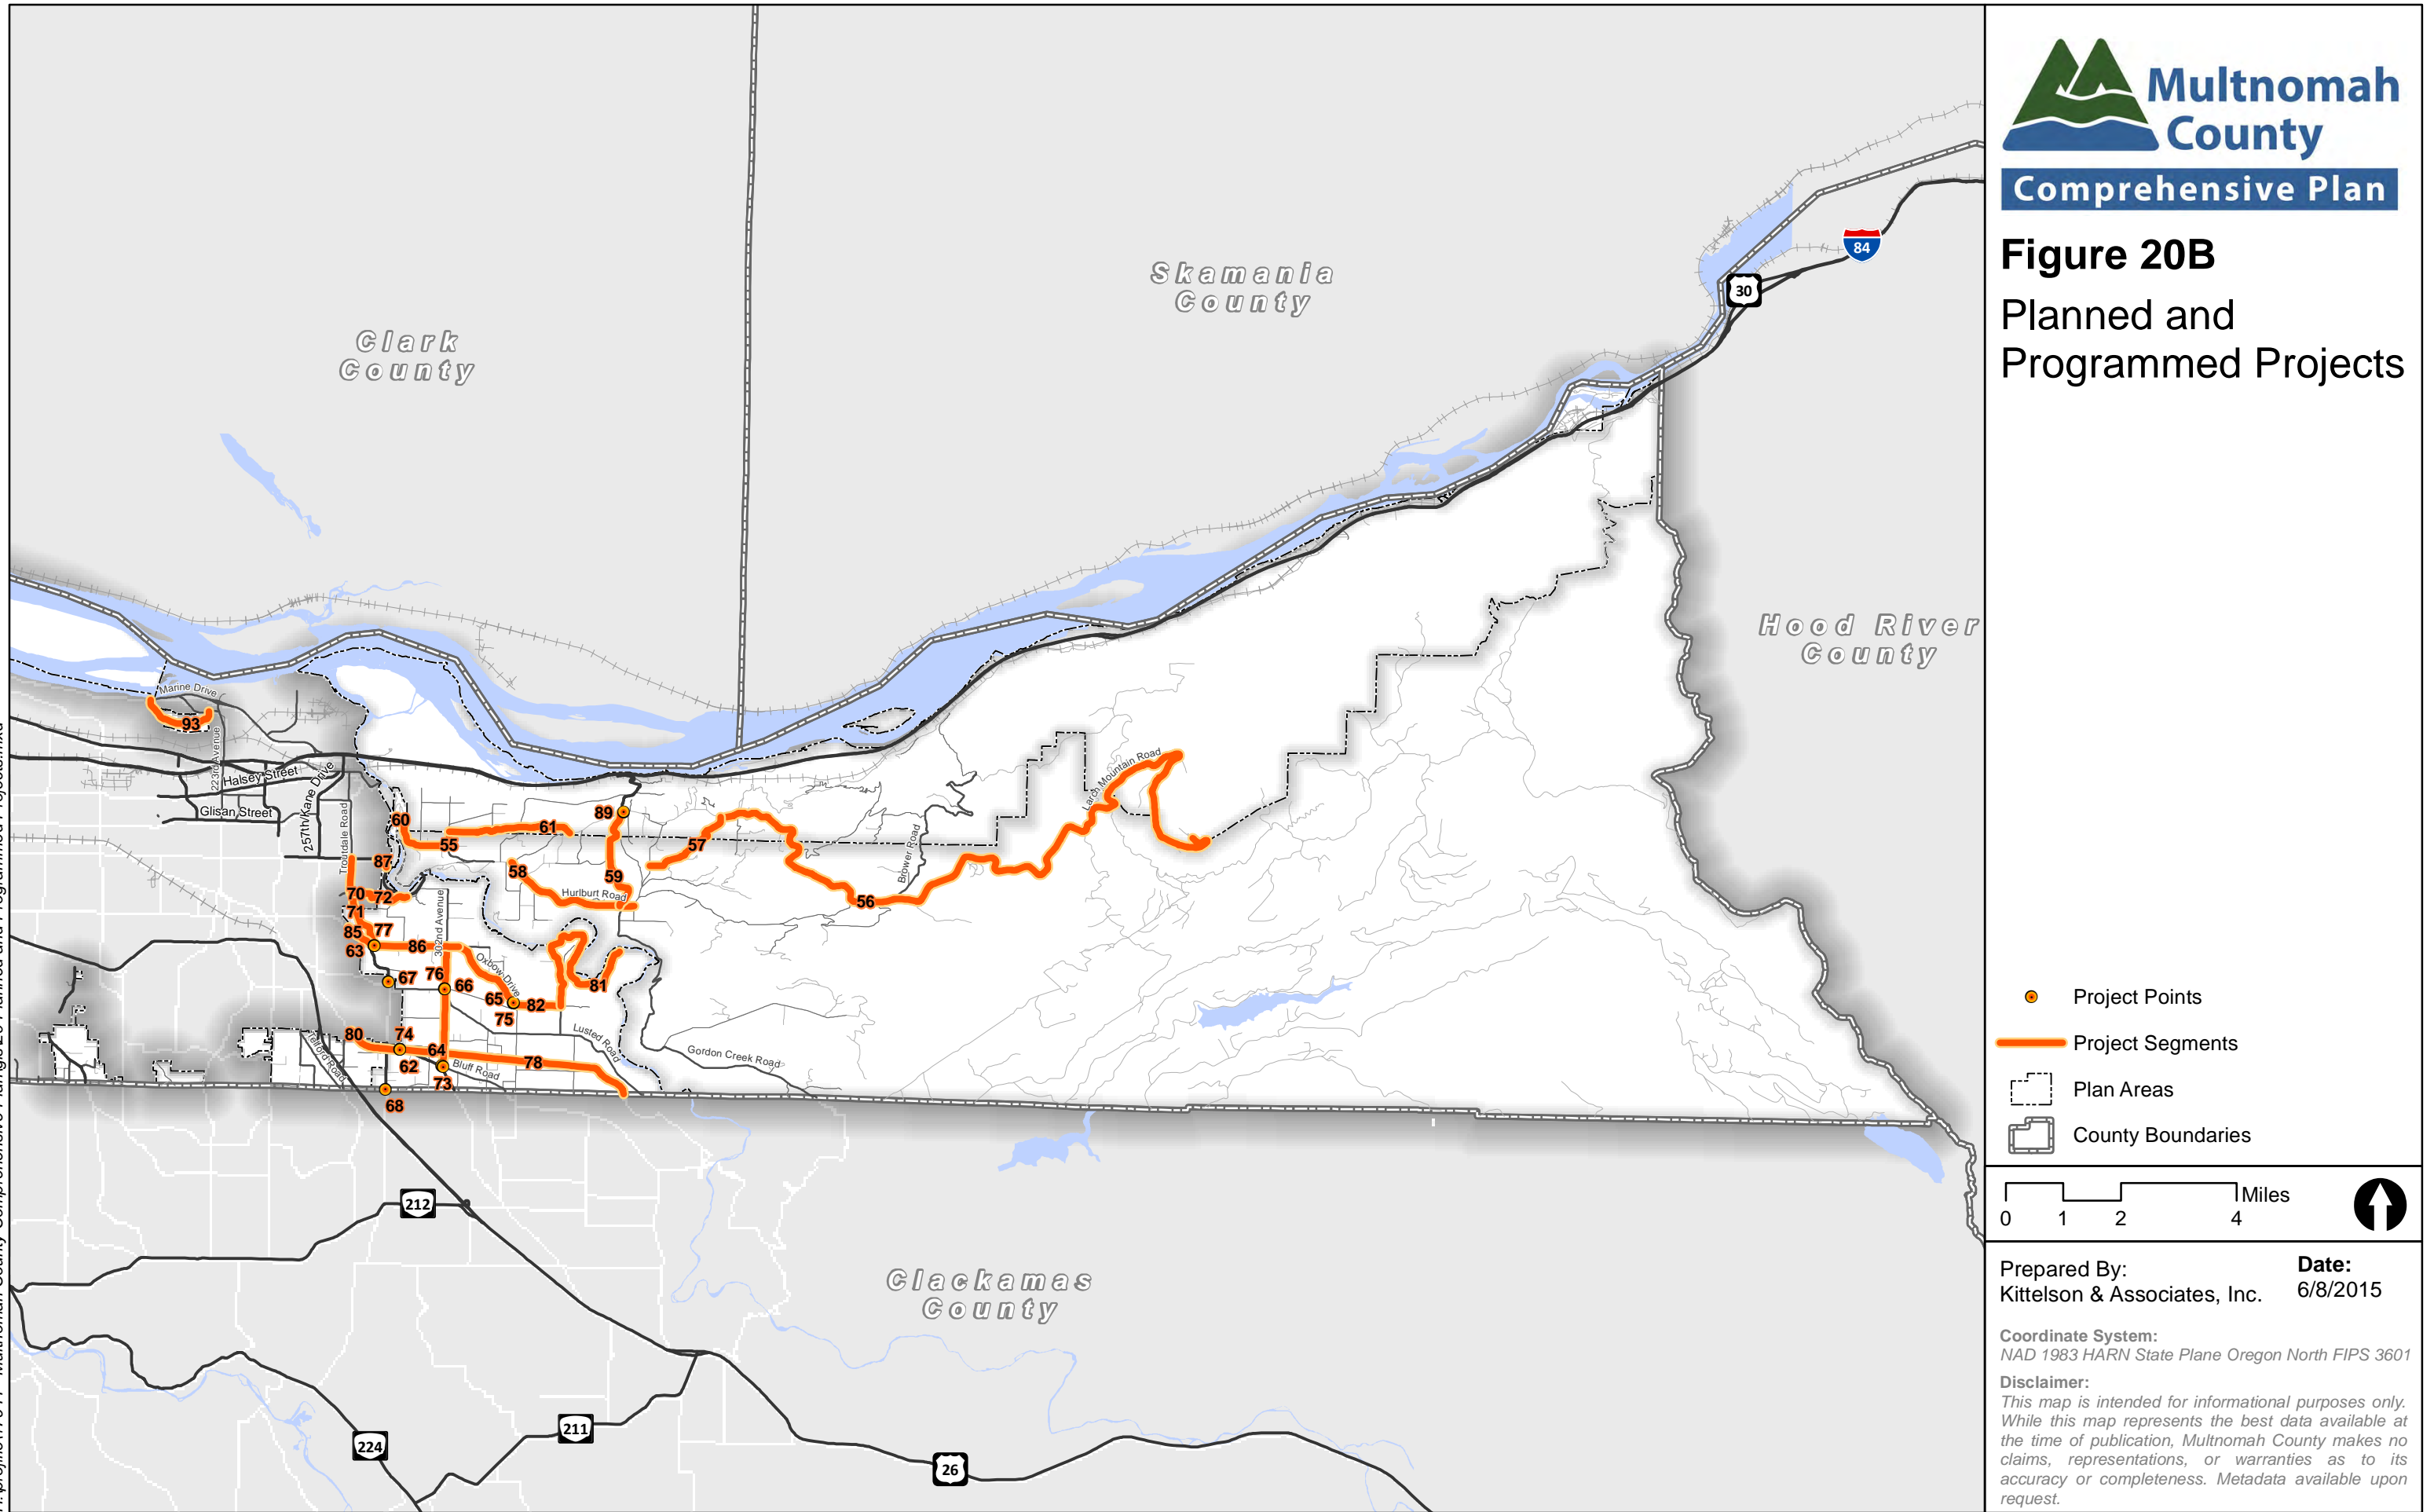 Multnomah
County
Comprehensive Plan
Figure 20B
Planned and
Programmed Projects
Skamania
County
Clark
County
Hood River
County
Clackamas
County
84
30
Marine Drive
93
223rd Avenue
Halsey Street
Glisan Street
257th/Kane Drive
Troutdale Road
Larch Mountain Road
Brower Road
60
61
89
55
57
87
58
59
Hurlburt Road
56
70
72
71
302nd Avenue
85
77
63
86
Oxbow Drive
67
76
66
65
82
81
75
80
74
64
Lusted Road
Telford Road
62
Bluff Road
78
Gordon Creek Road
73
68
212
211
224
26
Project Points
Project Segments
Plan Areas
County Boundaries
Miles
0 1 2 4
Prepared By:
Kittelson & Associates, Inc.
Date:
6/8/2015
Coordinate System:
NAD 1983 HARN State Plane Oregon North FIPS 3601
Disclaimer:
This map is intended for informational purposes only.
While this map represents the best data available at
the time of publication, Multnomah County makes no
claims, representations, or warranties as to its
accuracy or completeness. Metadata available upon
request.